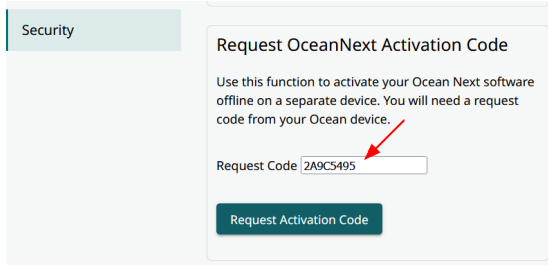 Security
Request OceanNext Activation Code
Use this function to activate your Ocean Next software
offline on a separate device. You will need a request
code from your Ocean device.
Request Code 2A9C5495
Request Activation Code